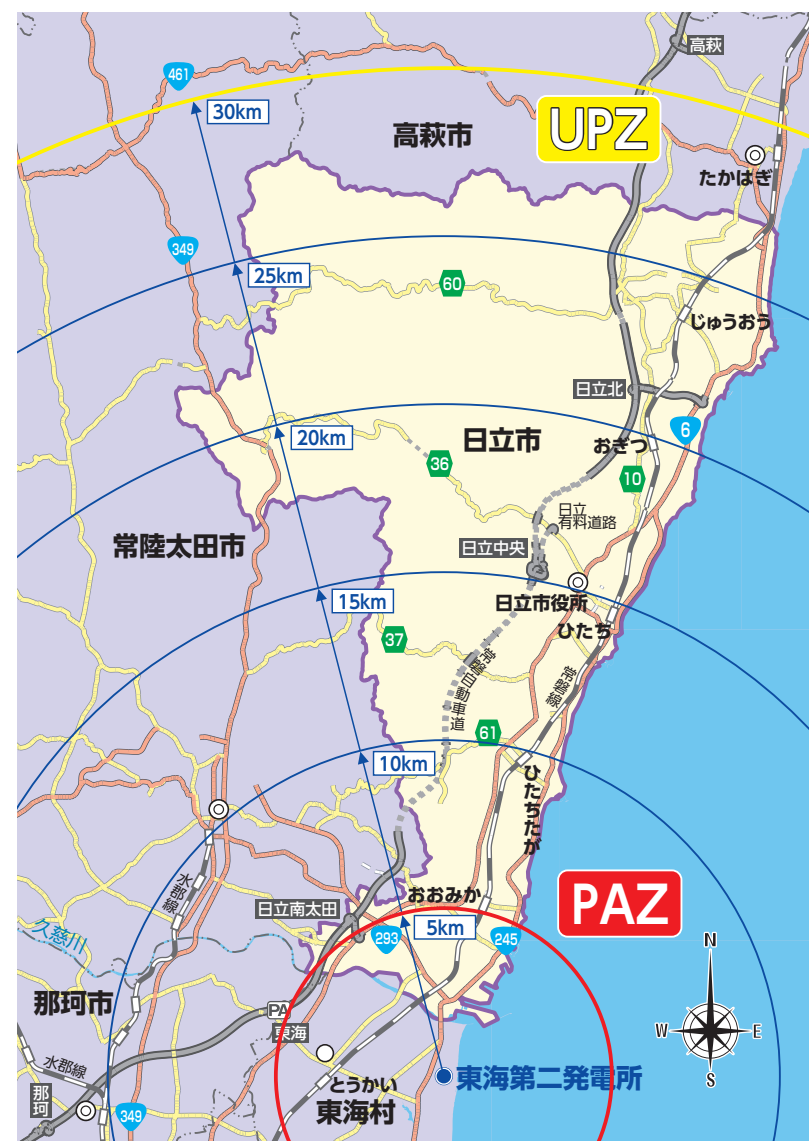 高萩
461
30km
UPZ
高萩市
たかはぎ
349
25km
60
じゅうおう
日立北
6
20km
日立市
おぎつ
36
10
日立
有料道路
常陸太田市
日立中央
15km
日立市役所
ひたち
37
常磐自動車道
常磐線
61
10km
ひたちたが
水郡線
おおみか
PAZ
日立南太田
5km
293
245
久慈川
N
那珂市
PA
東海
W
E
水郡線
とうかい
東海第二発電所
S
那珂
349
東海村